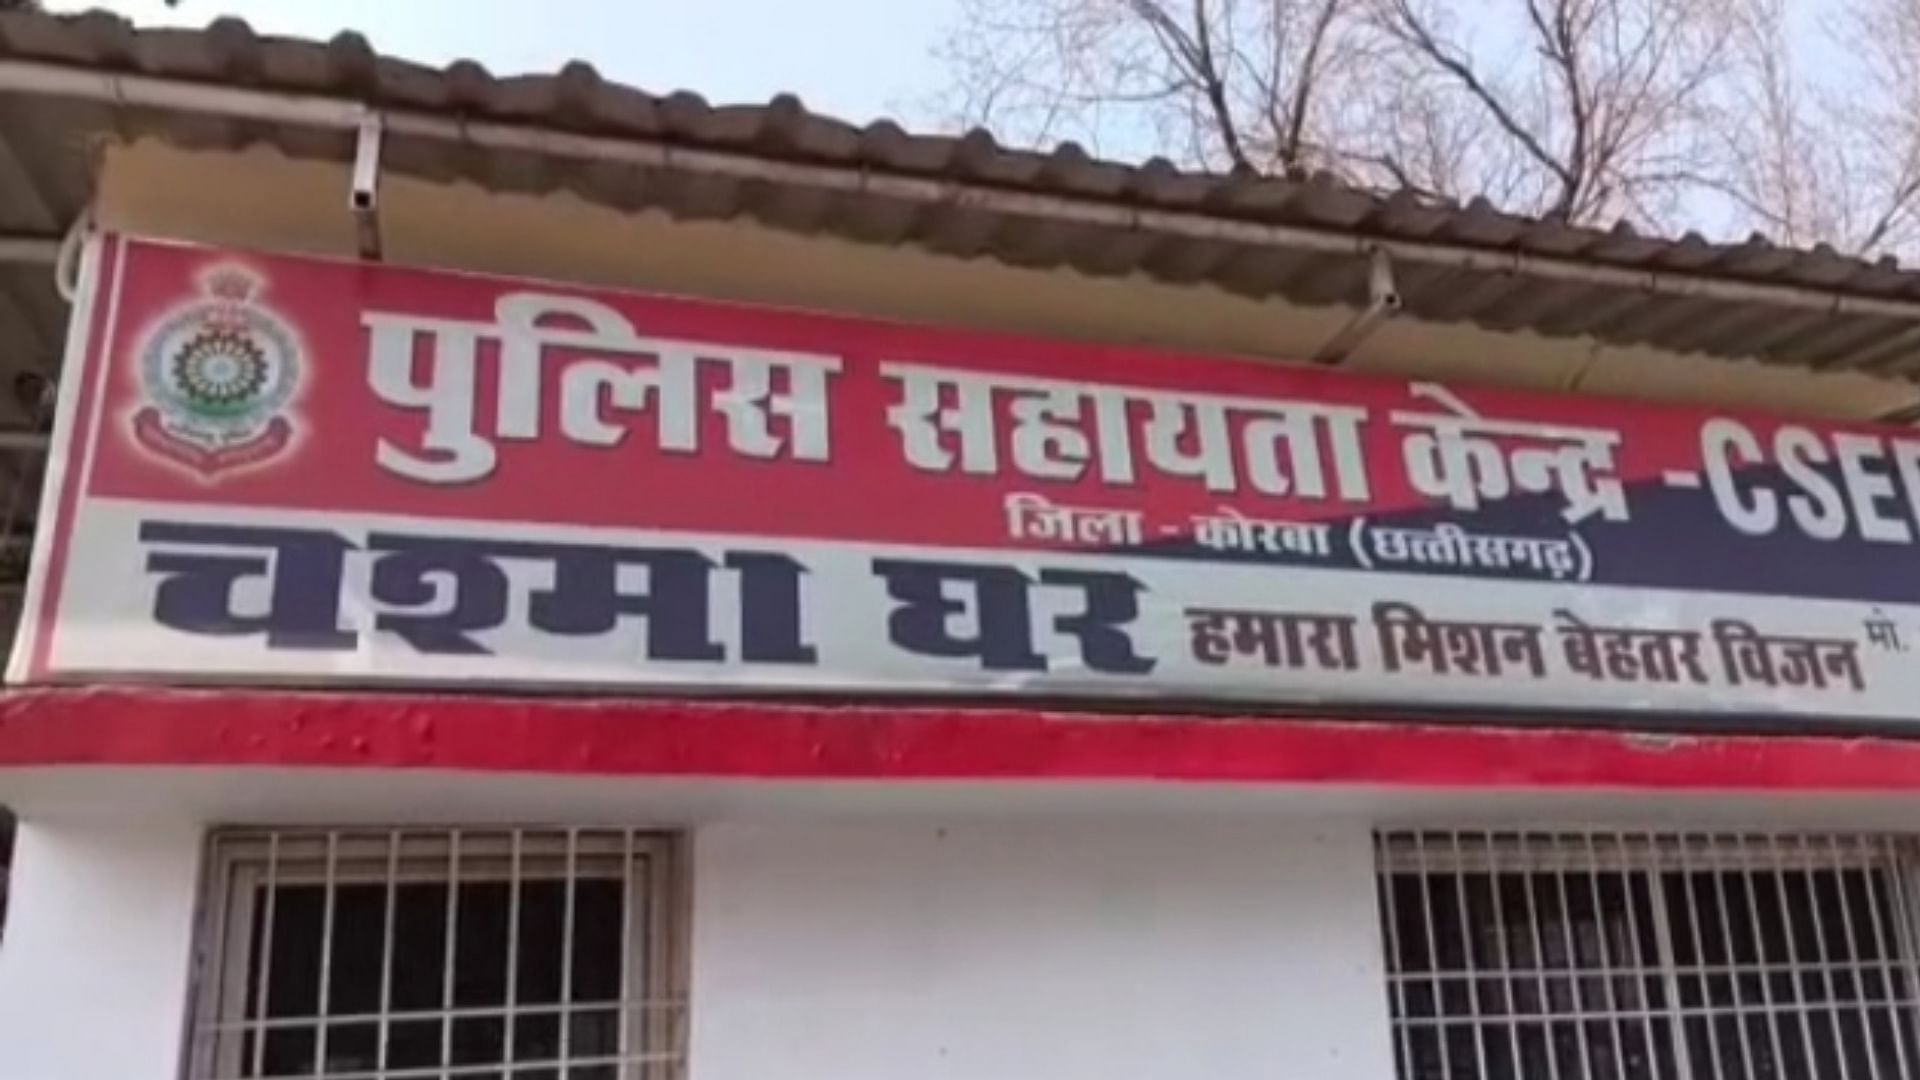 पुलिस सहायता केन्द्र -CSE
जिला - कोरबा (छत्तीसगढ़)
चश्मा घर हमारा मिशन बेहतर विजन मो.